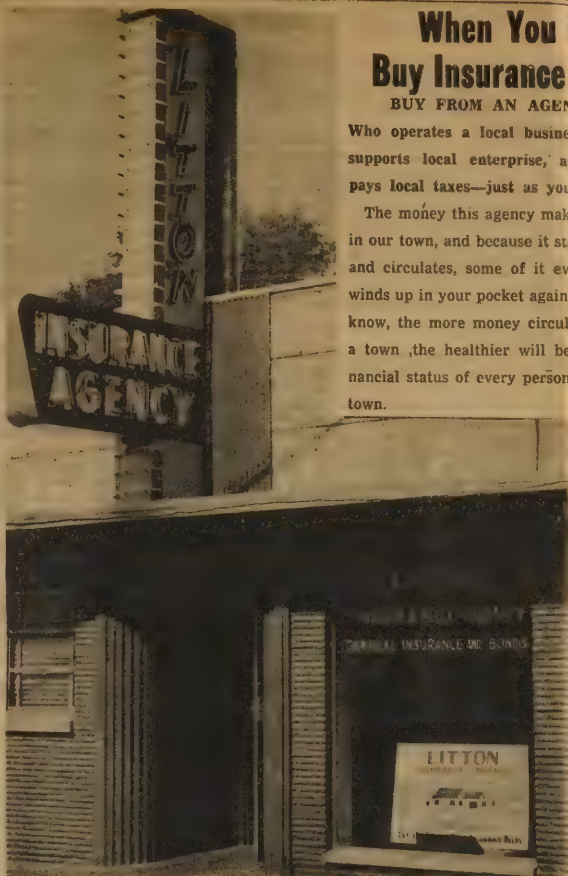 When You
Buy Insurance
BUY FROM AN AGEN
Who operates a local busine
supports local enterprise, a
pays local taxes—just as you
The money this agency mak
in our town, and because it st
and circulates, some of it ev
winds up in your pocket again
know, the more money circul
a town ,the healthier will be
nancial status of every person
town.
LITTON
INSURANCE
AGENCY
INSURANCE AND BONDS
LITTON